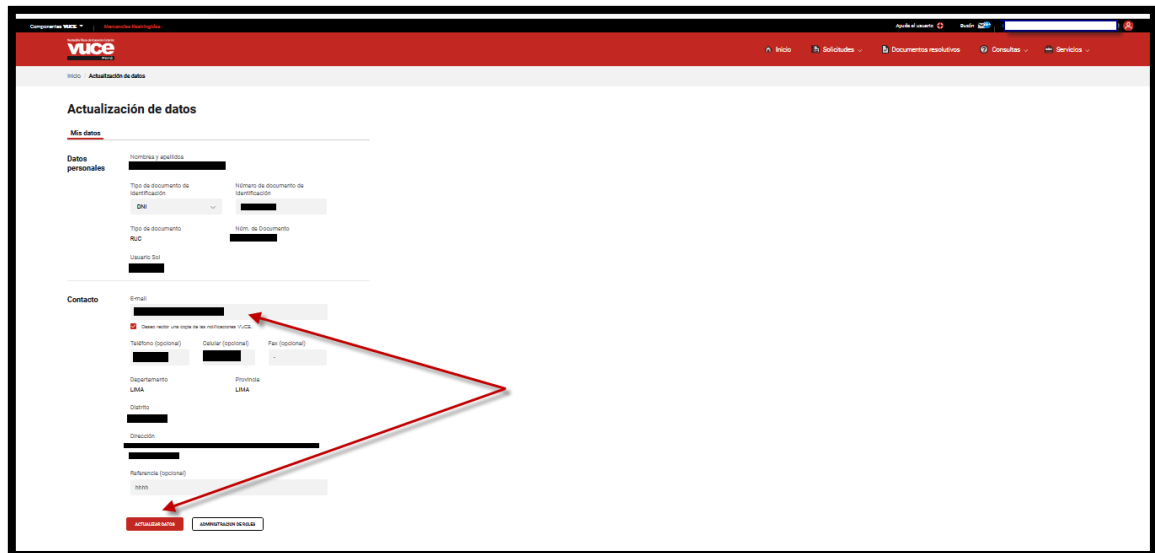 Componentes VUCE
Mercancías Restringidas
Ayuda al usuario
Buzón
vuce
Inicio
Solicitudes
Documentos resolutivos
Consultas
Servicios
Inicio / Actualización de datos
Actualización de datos
Mis datos
Datos personales
Nombres y apellidos
Tipo de documento de identificación
Número de documento de identificación
DNI
Tipo de documento
Núm. de Documento
RUC
Usuario Sol
Contacto
E-mail
Deseo recibir una copia de las notificaciones VUCE.
Teléfono (opcional)
Celular (opcional)
Fax (opcional)
-
Departamento
Provincia
LIMA
LIMA
Distrito
Dirección
Referencia (opcional)
hhhh
ACTUALIZAR DATOS
ADMINISTRACION DE ROLES